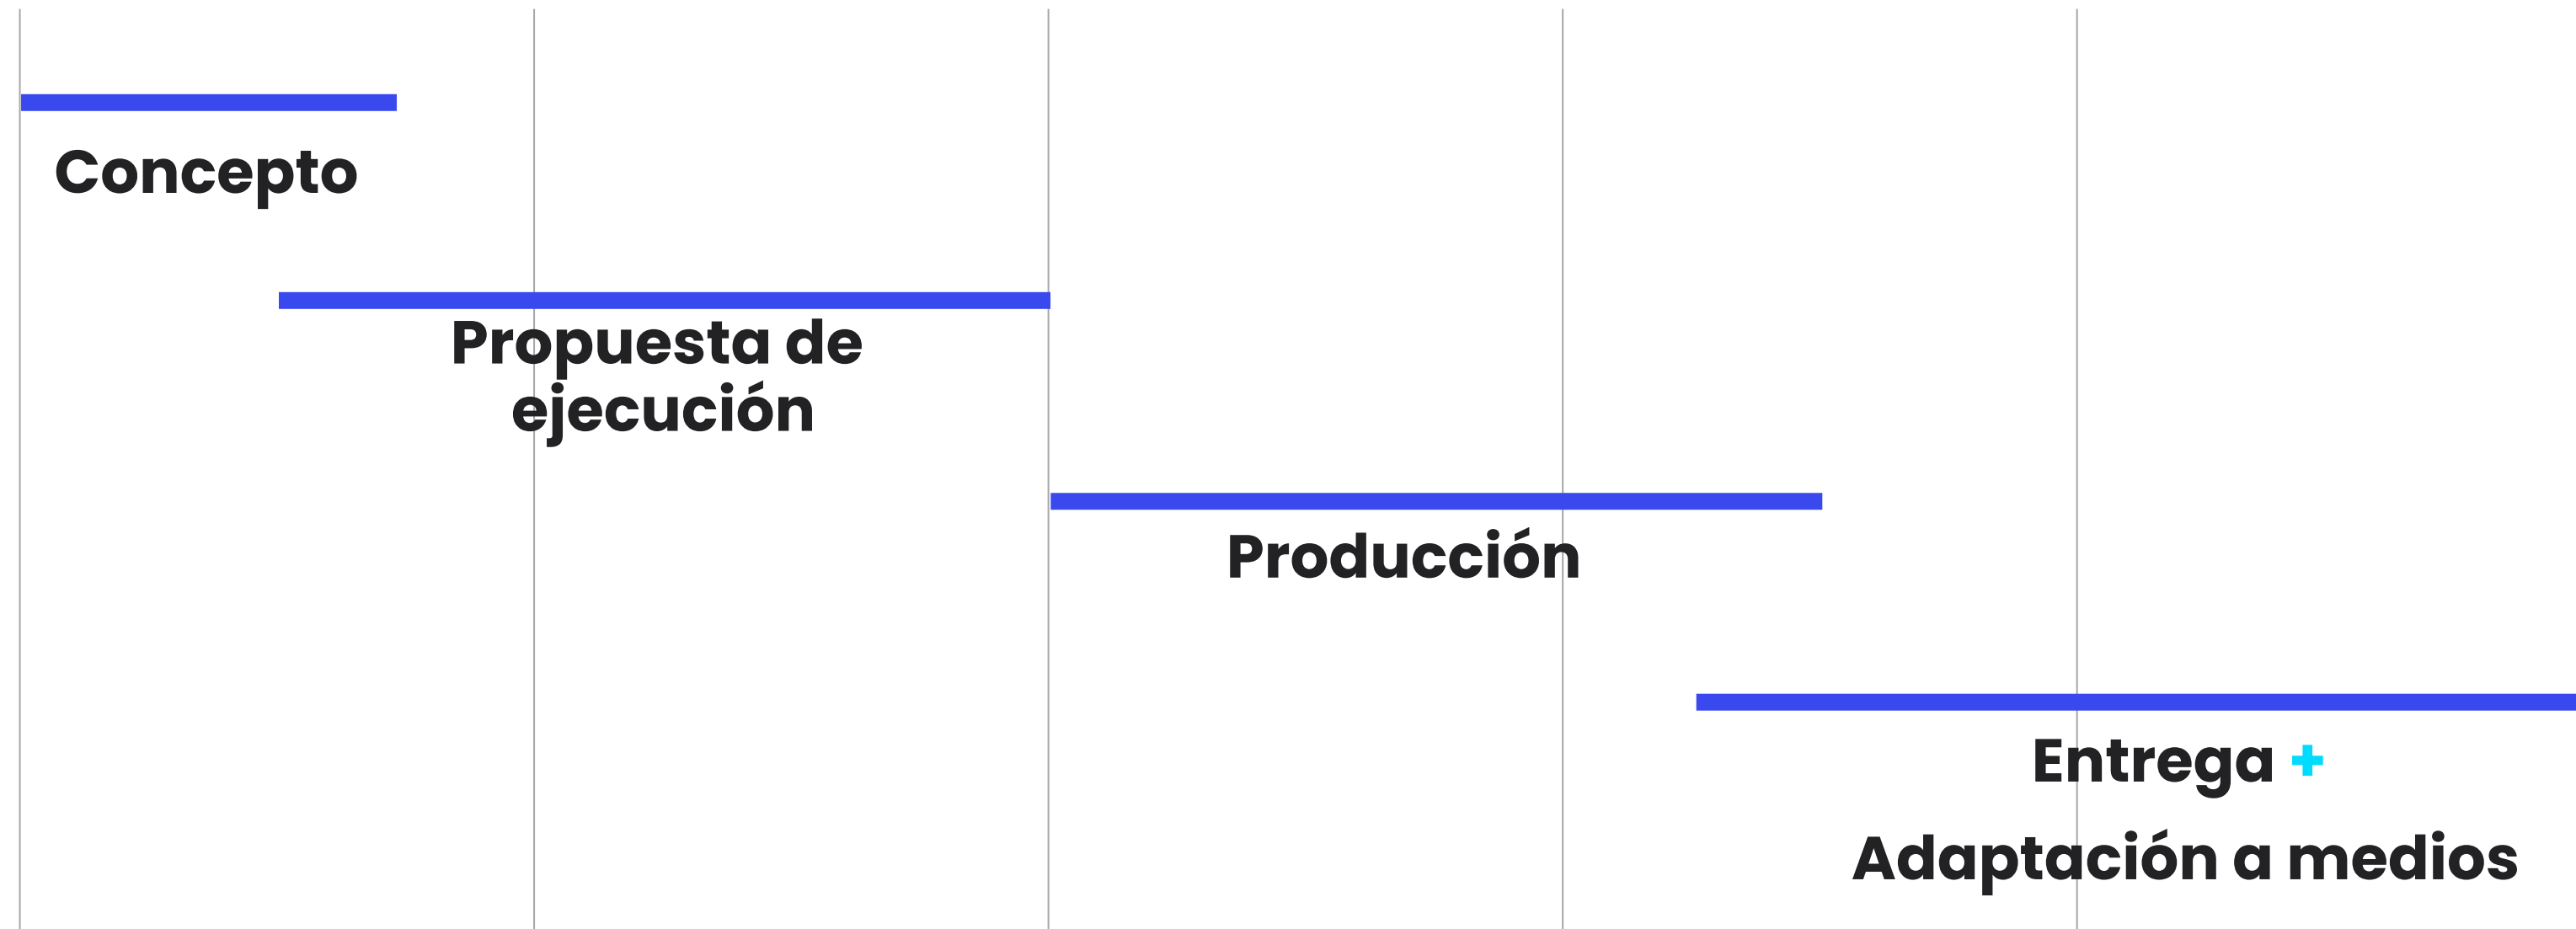 Concepto
Propuesta de
ejecución
Producción
Entrega +
Adaptación a medios